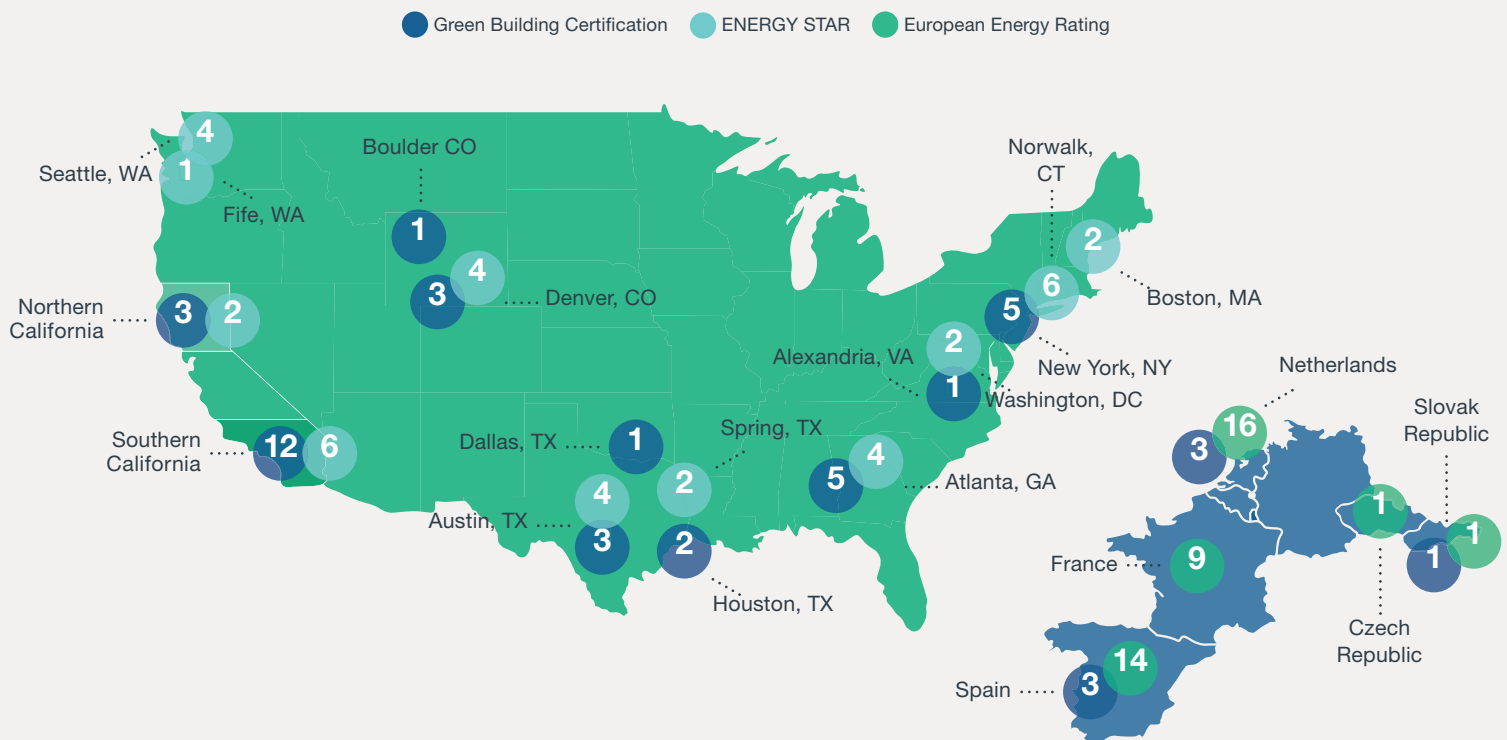 Green Building Certification
ENERGY STAR
European Energy Rating
4
Seattle, WA
1
Fife, WA
Boulder CO
1
4
3
Denver, CO
Norwalk,
CT
2
Boston, MA
6
5
New York, NY
Northern
California
3
2
Alexandria, VA
2
1
Washington, DC
Southern
California
12
6
Dallas, TX
1
Spring, TX
2
4
Austin, TX
3
2
Houston, TX
4
5
Atlanta, GA
Netherlands
16
3
Slovak
Republic
1
1
1
Czech
Republic
France
9
Spain
14
3